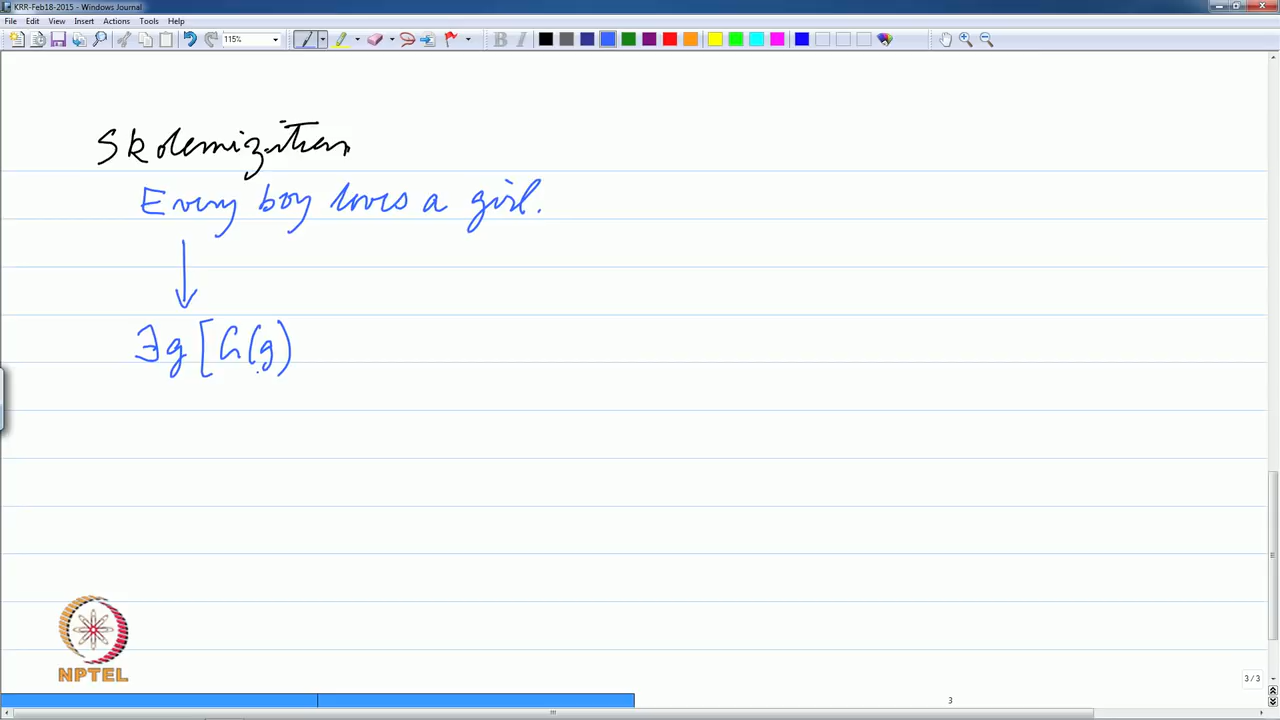 KRR-Feb18-2015 - Windows Journal
File Edit View Insert Actions Tools Help
115%
Skolemization
Every boy loves a girl.
↓
∃g [G(g)
NPTEL
3/3
3